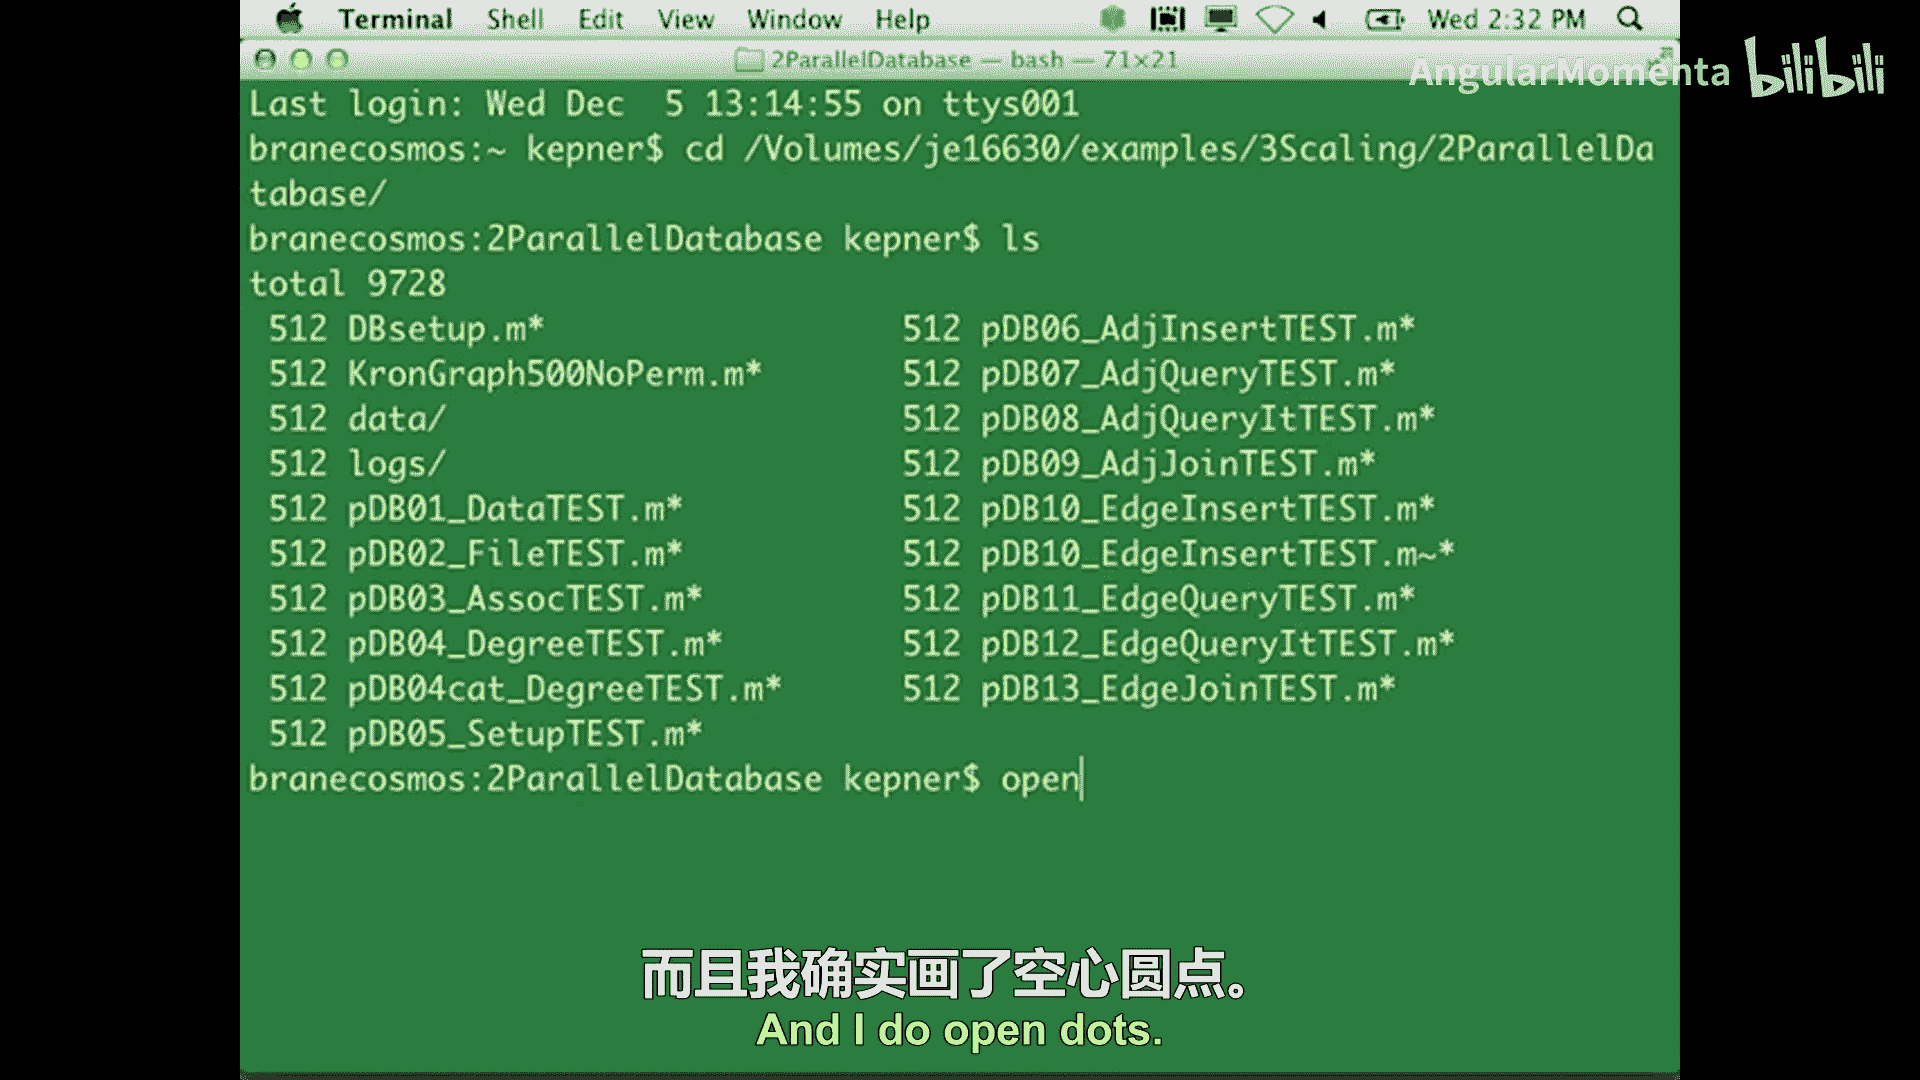 Terminal Shell Edit View Window Help Wed 2:32 PM
2ParallelDatabase — bash — 71×21
AngularMomenta bilibili
Last login: Wed Dec  5 13:14:55 on ttys001
branecosmos:~ kepner$ cd /Volumes/je16630/examples/3Scaling/2ParallelDa
tabase/
branecosmos:2ParallelDatabase kepner$ ls
total 9728
512 DBsetup.m* 512 pDB06_AdjInsertTEST.m*
512 KronGraph500NoPerm.m* 512 pDB07_AdjQueryTEST.m*
512 data/ 512 pDB08_AdjQueryItTEST.m*
512 logs/ 512 pDB09_AdjJoinTEST.m*
512 pDB01_DataTEST.m* 512 pDB10_EdgeInsertTEST.m*
512 pDB02_FileTEST.m* 512 pDB10_EdgeInsertTEST.m~*
512 pDB03_AssocTEST.m* 512 pDB11_EdgeQueryTEST.m*
512 pDB04_DegreeTEST.m* 512 pDB12_EdgeQueryItTEST.m*
512 pDB04cat_DegreeTEST.m* 512 pDB13_EdgeJoinTEST.m*
512 pDB05_SetupTEST.m*
branecosmos:2ParallelDatabase kepner$ open
而且我确实画了空心圆点。
And I do open dots.